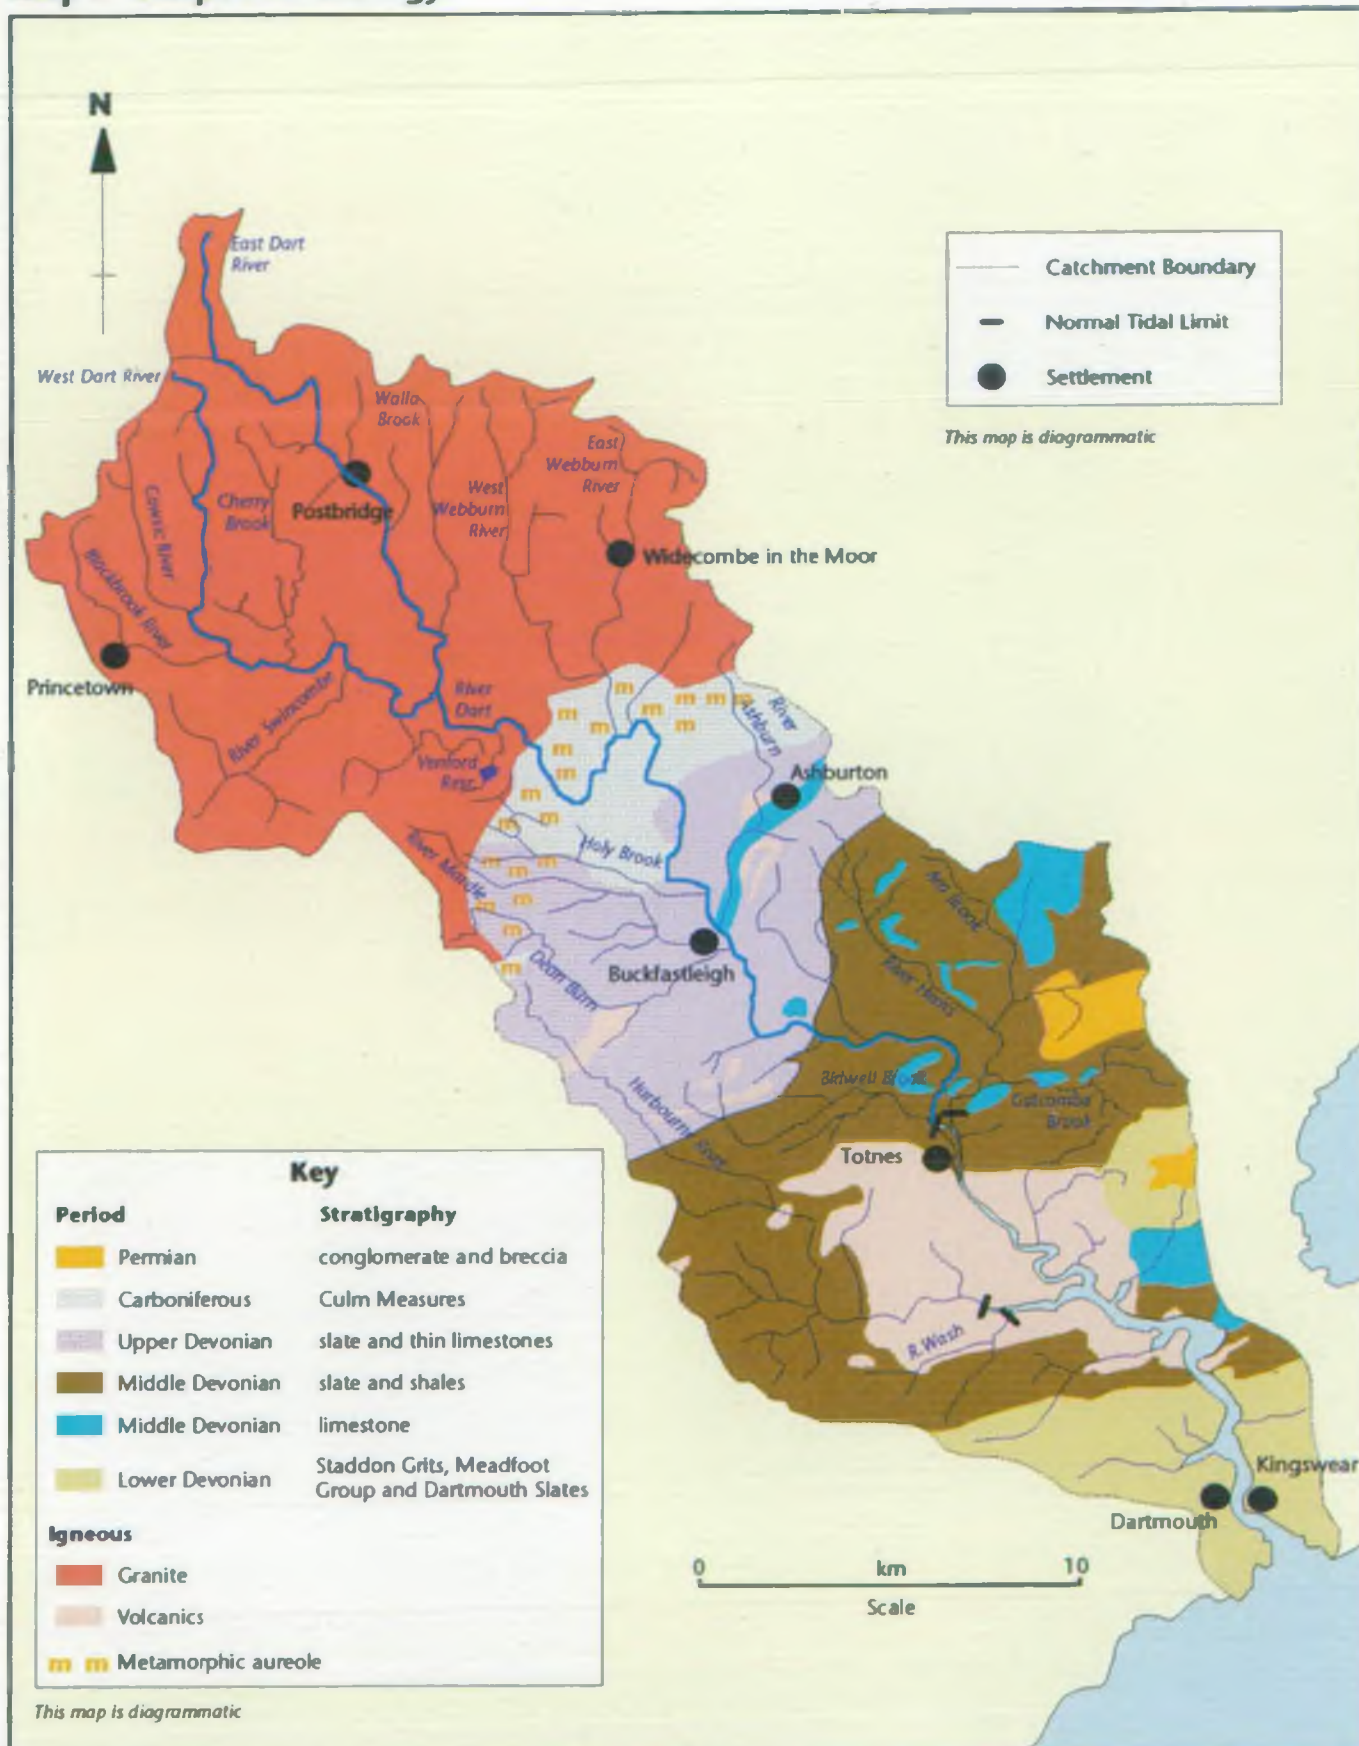 N
East Dart
River
West Dart River
Walla
Brook
East
Webburn
River
West
Webburn
River
Cherry
Brook
Cowsic River
Postbridge
Blackbrook River
Widecombe in the Moor
Princetown
River Swincombe
River
Dart
Venford
Resr.
River
Ashburn
Ashburton
Holy Brook
River Mardle
Buckfastleigh
Dean Burn
River Hems
Bidwell Brook
Gatcombe
Brook
Harbourne River
Totnes
R. Wash
Kingswear
Dartmouth
Catchment Boundary
Normal Tidal Limit
Settlement
This map is diagrammatic
Key
Period Stratigraphy
Permian conglomerate and breccia
Carboniferous Culm Measures
Upper Devonian slate and thin limestones
Middle Devonian slate and shales
Middle Devonian limestone
Lower Devonian Staddon Grits, Meadfoot
Group and Dartmouth Slates
Igneous
Granite
Volcanics
m m Metamorphic aureole
This map is diagrammatic
0 km 10
Scale